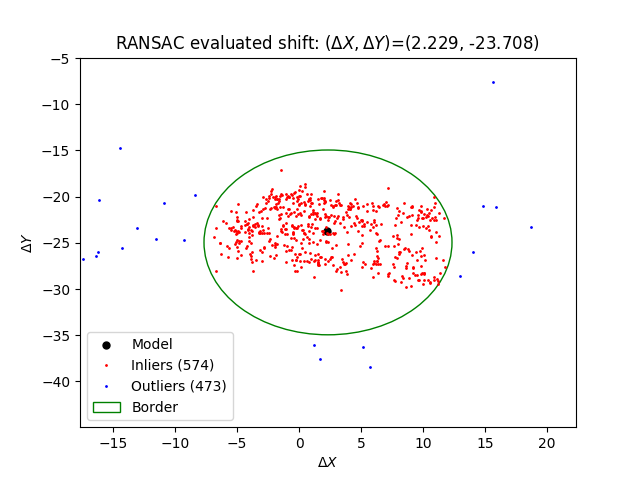 RANSAC evaluated shift: (ΔX, ΔY)=(2.229, -23.708)
−5
−10
−15
−20
−25
−30
−35
−40
ΔY
Model
Inliers (574)
Outliers (473)
Border
−15 −10 −5 0 5 10 15 20
ΔX